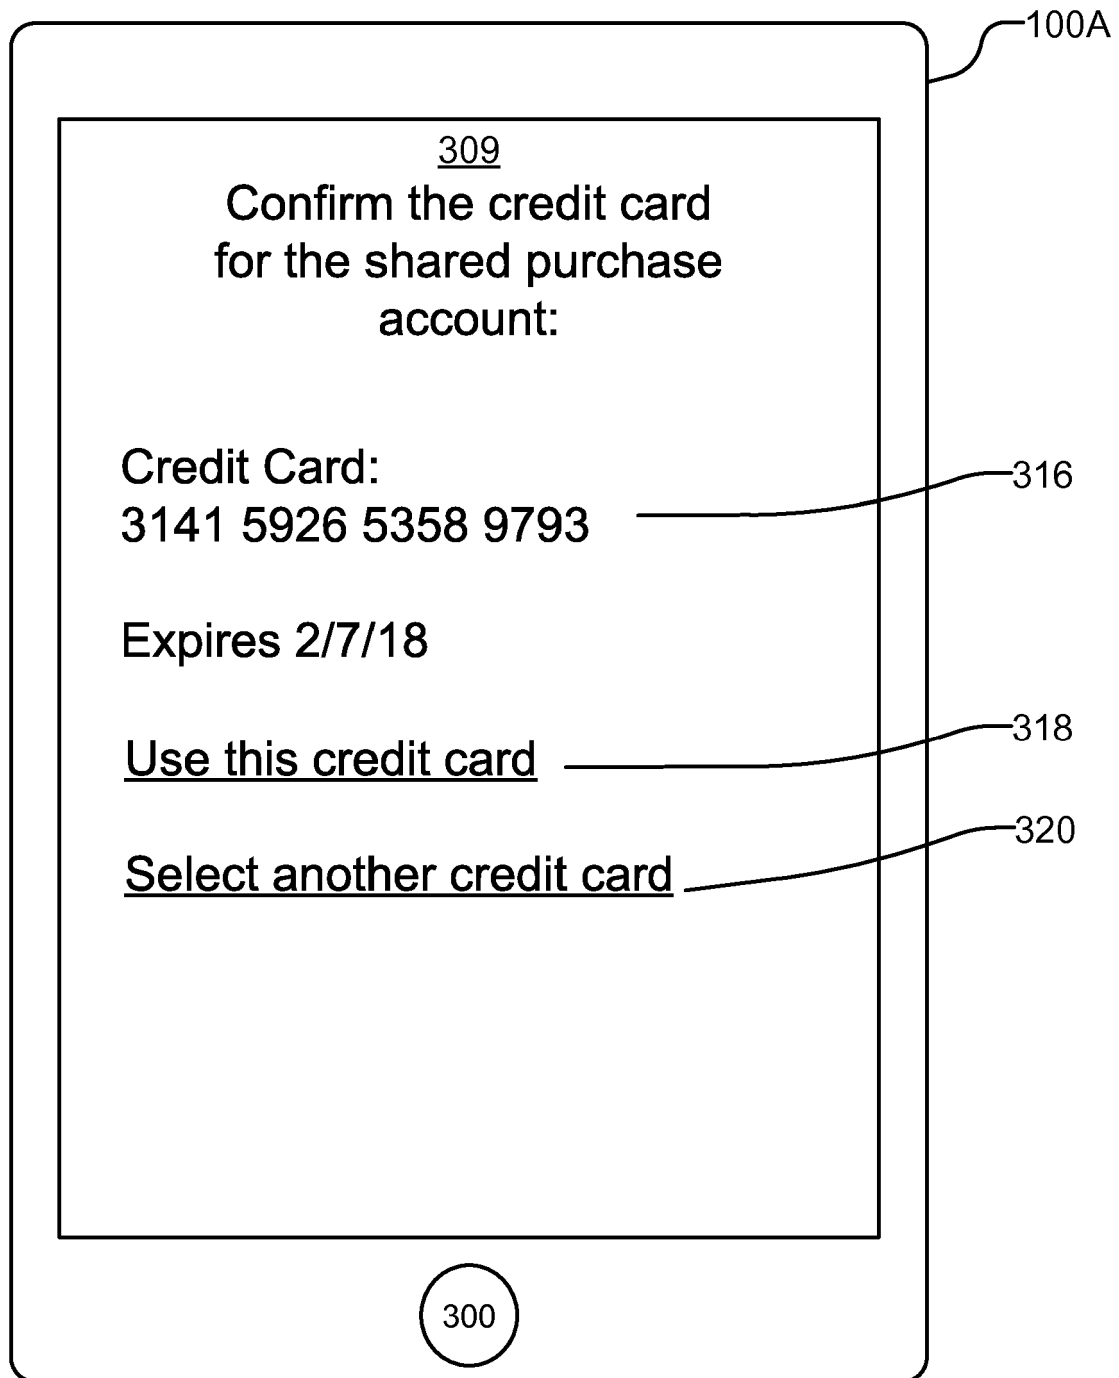 100A
309
Confirm the credit card
for the shared purchase
account:
Credit Card:
3141 5926 5358 9793
316
Expires 2/7/18
Use this credit card
318
Select another credit card
320
300